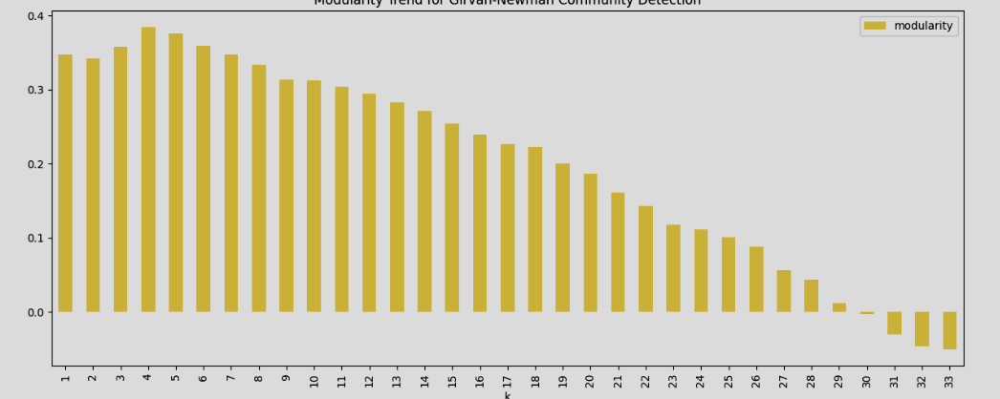 Modularity Trend for Girvan-Newman Community Detection
0.4
0.3
0.2
0.1
0.0
modularity
1 2 3 4 5 6 7 8 9 10 11 12 13 14 15 16 17 18 19 20 21 22 23 24 25 26 27 28 29 30 31 32 33
k